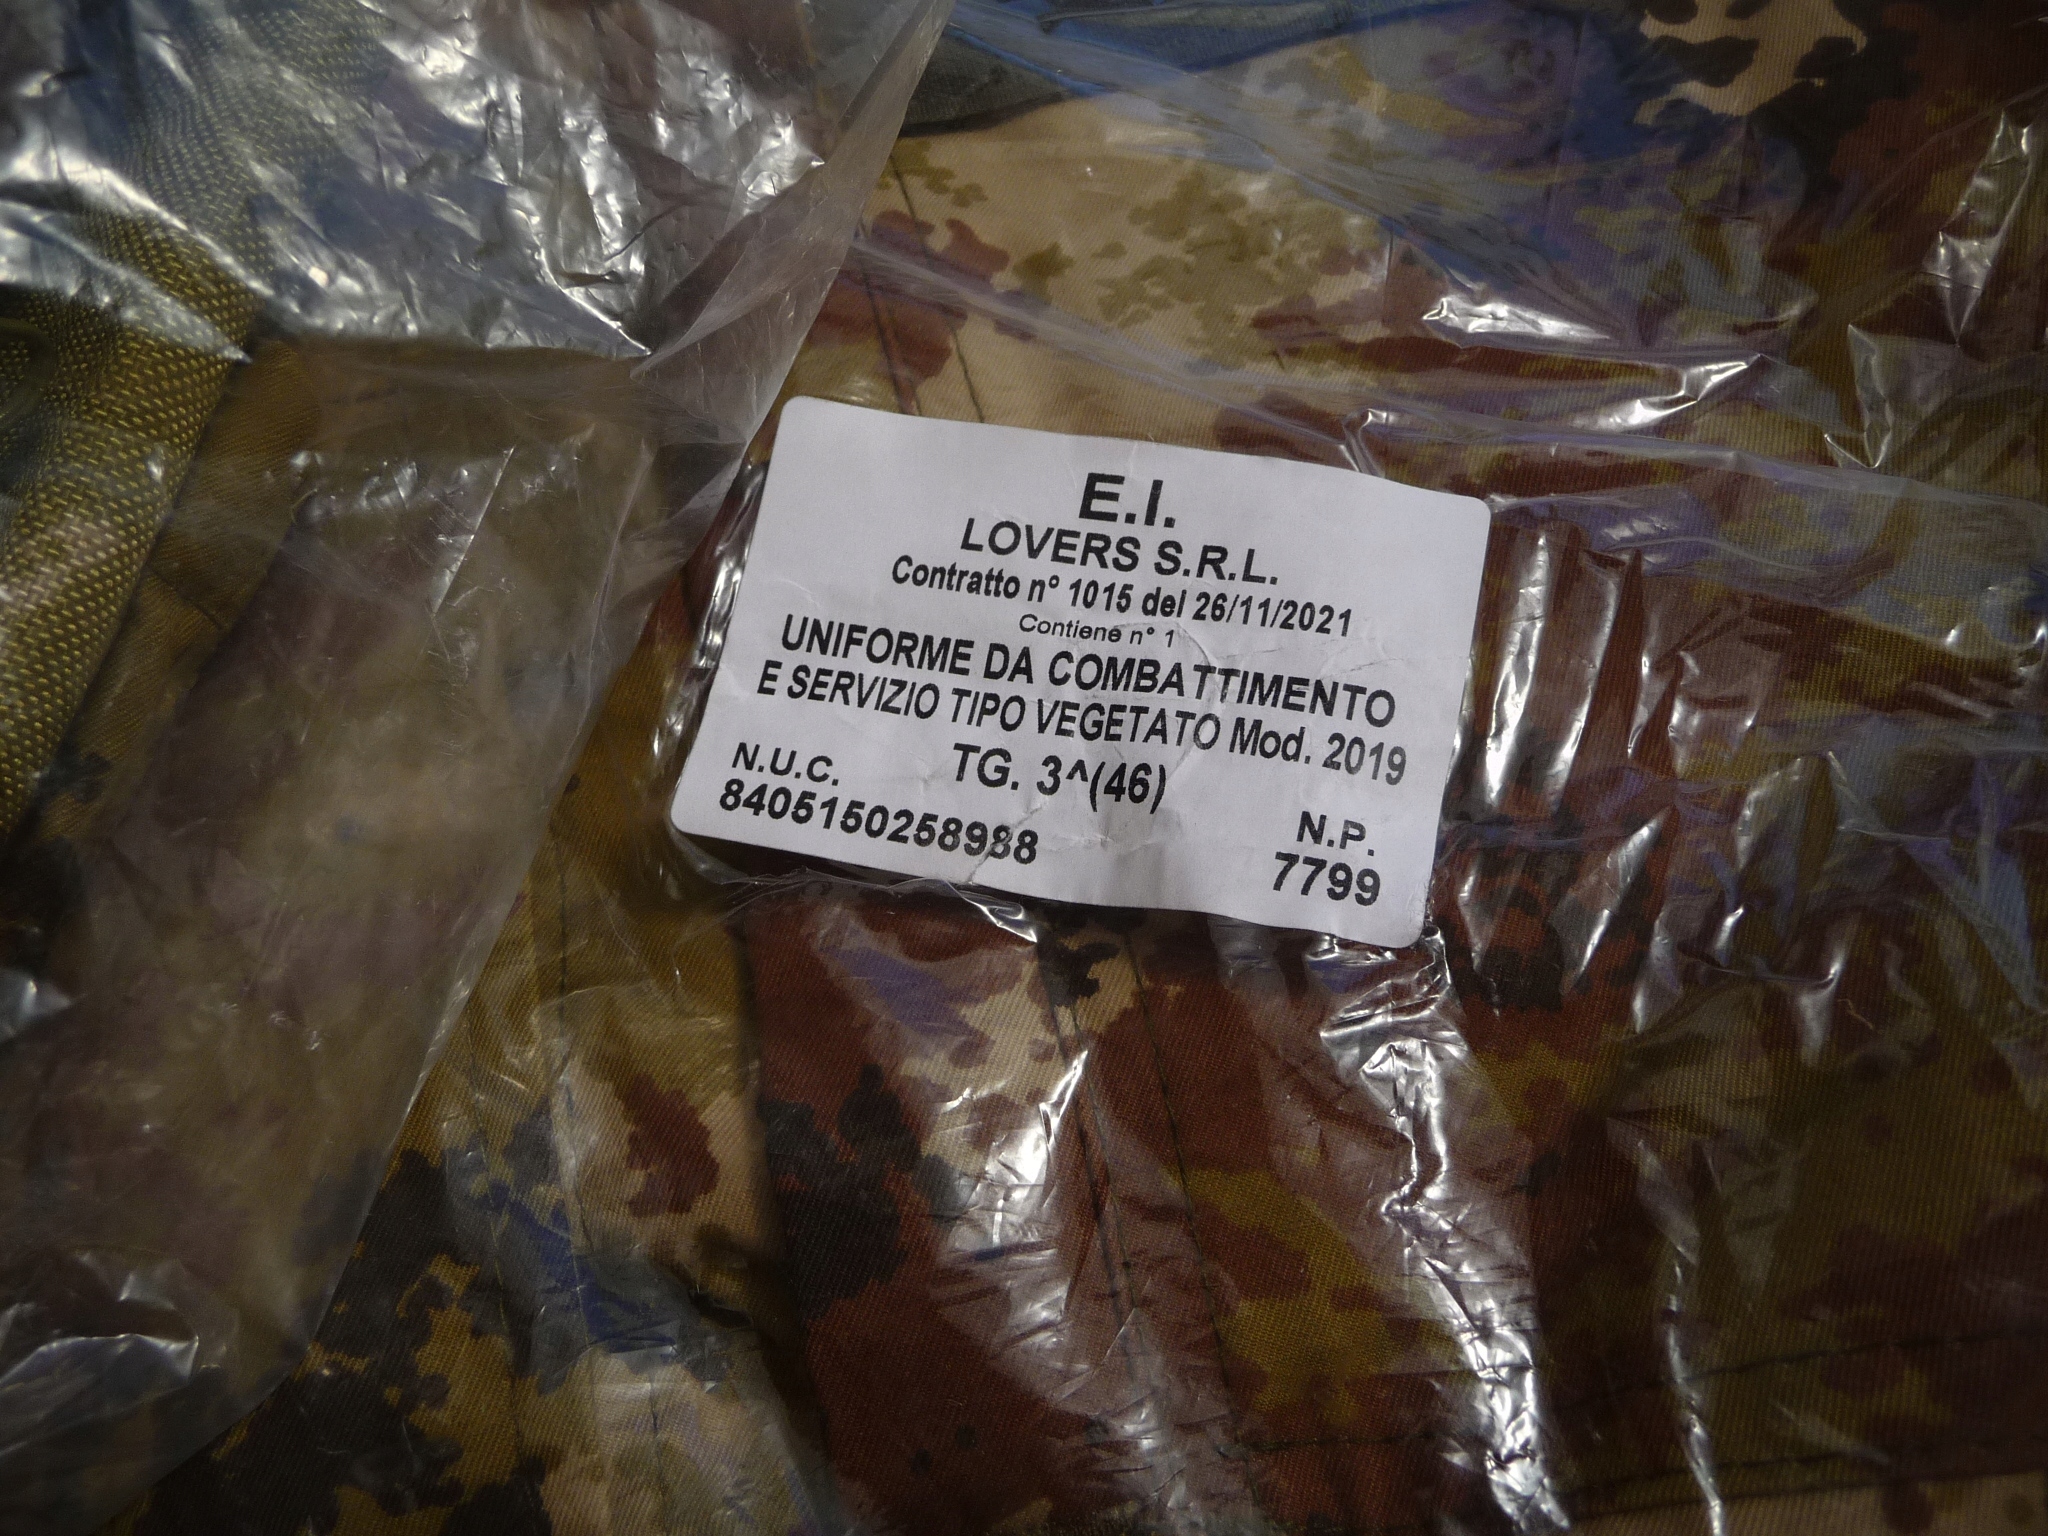 E.I.
LOVERS S.R.L.
Contratto n° 1015 del 26/11/2021
Contiene n° 1
UNIFORME DA COMBATTIMENTO
E SERVIZIO TIPO VEGETATO Mod. 2019
TG. 3^(46)
N.U.C.
8405150258988
N.P.
7799